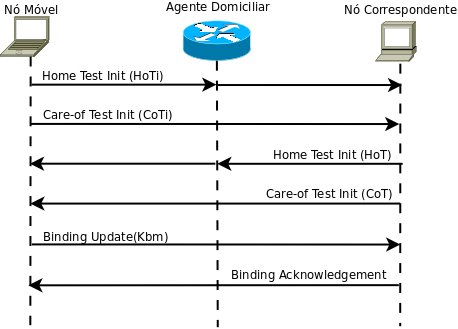 Nó Móvel
Agente Domiciliar
Nó Correspondente
Home Test Init (HoTi)
Care-of Test Init (CoTi)
Home Test Init (HoT)
Care-of Test Init (CoT)
Binding Update(Kbm)
Binding Acknowledgement